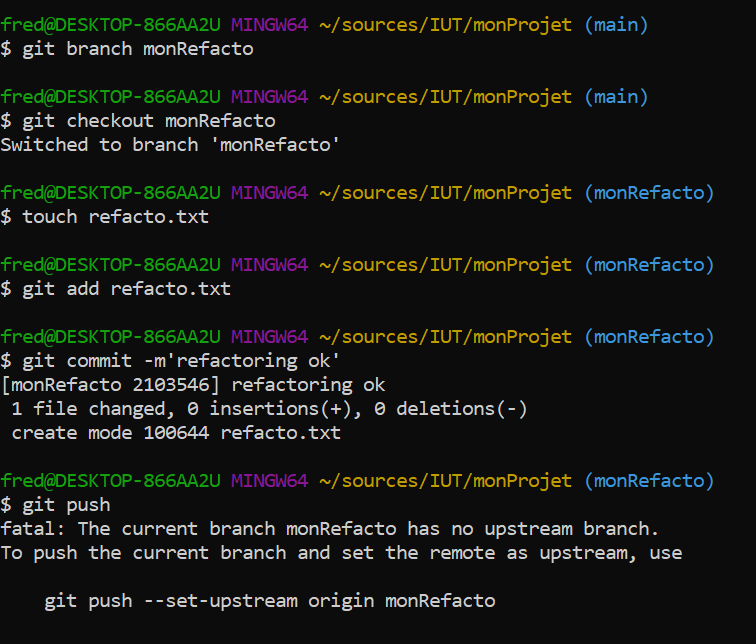 fred@DESKTOP-866AA2U MINGW64 ~/sources/IUT/monProjet (main)
$ git branch monRefacto
fred@DESKTOP-866AA2U MINGW64 ~/sources/IUT/monProjet (main)
$ git checkout monRefacto
Switched to branch 'monRefacto'
fred@DESKTOP-866AA2U MINGW64 ~/sources/IUT/monProjet (monRefacto)
$ touch refacto.txt
fred@DESKTOP-866AA2U MINGW64 ~/sources/IUT/monProjet (monRefacto)
$ git add refacto.txt
fred@DESKTOP-866AA2U MINGW64 ~/sources/IUT/monProjet (monRefacto)
$ git commit -m'refactoring ok'
[monRefacto 2103546] refactoring ok
 1 file changed, 0 insertions(+), 0 deletions(-)
 create mode 100644 refacto.txt
fred@DESKTOP-866AA2U MINGW64 ~/sources/IUT/monProjet (monRefacto)
$ git push
fatal: The current branch monRefacto has no upstream branch.
To push the current branch and set the remote as upstream, use
    git push --set-upstream origin monRefacto